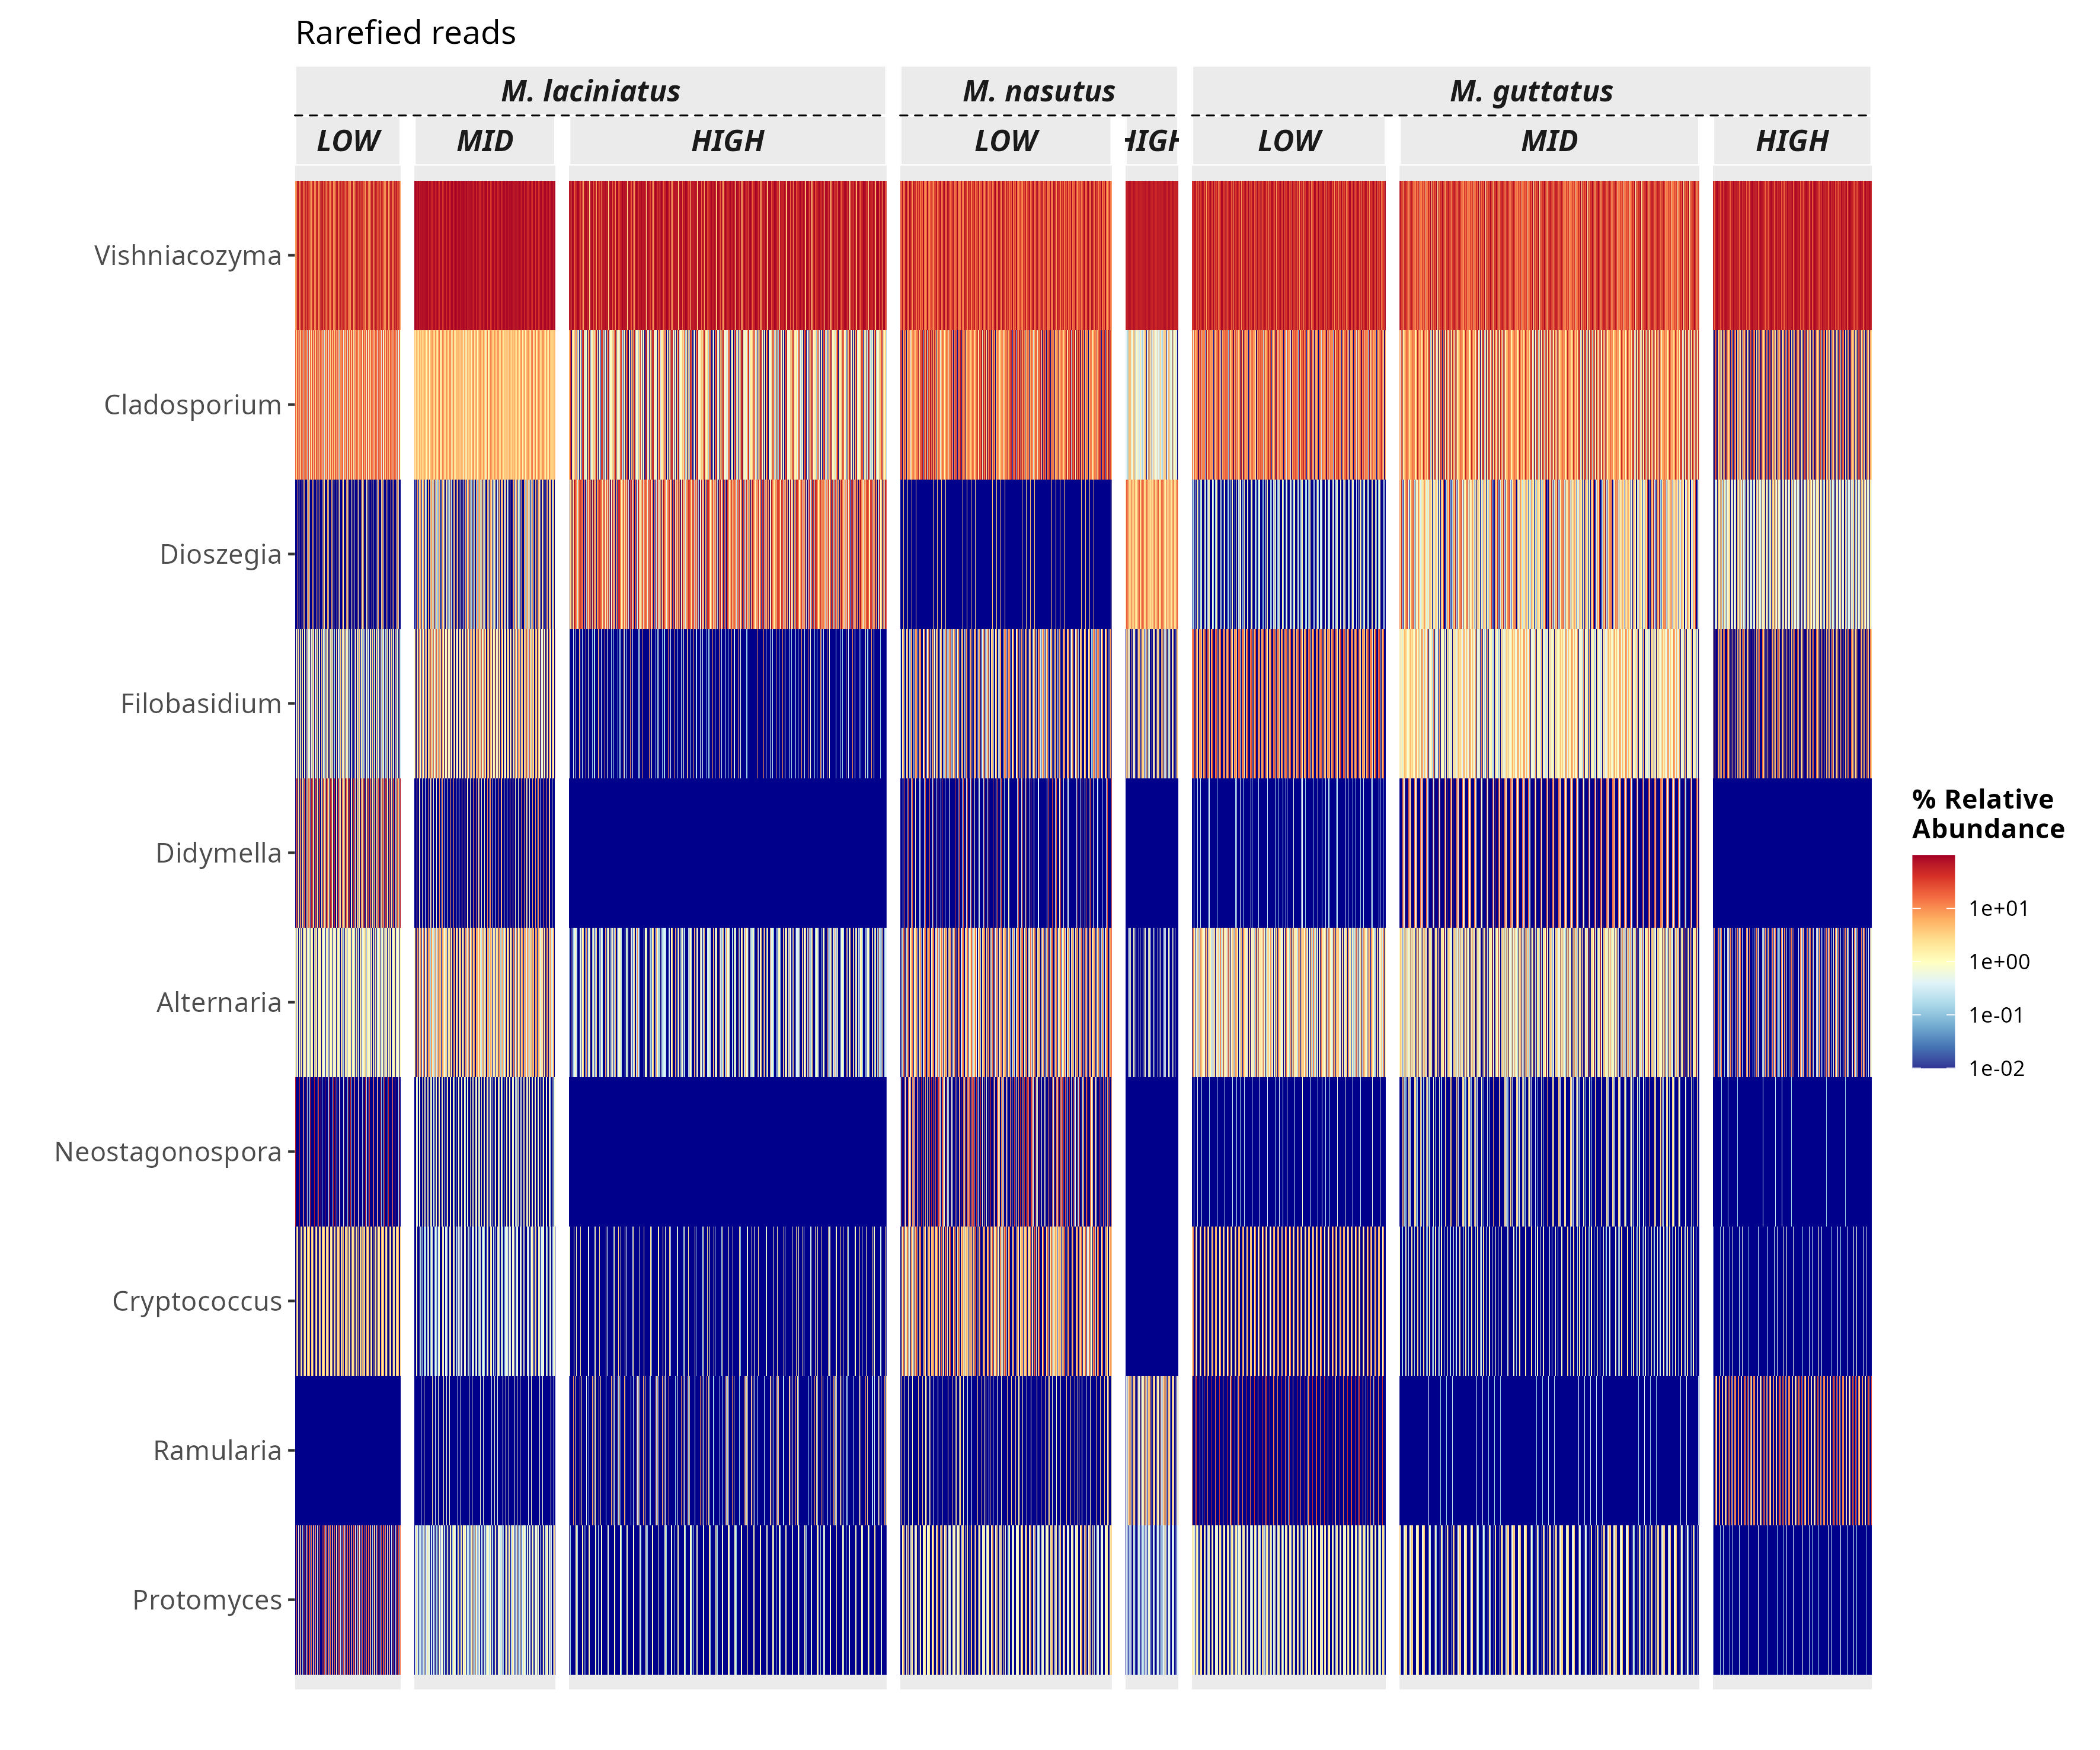 Rarefied reads
M. laciniatus M. nasutus M. guttatus
LOW MID HIGH LOW HIGH LOW MID HIGH
Vishniacozyma
Cladosporium
Dioszegia
Filobasidium
Didymella
Alternaria
Neostagonospora
Cryptococcus
Ramularia
Protomyces
% Relative
Abundance
1e+01
1e+00
1e-01
1e-02